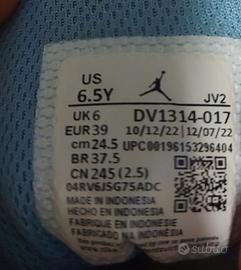 US
6.5Y
JV2
UK 6
DV1314-017
EUR 39
10/12/22
12/07/22
cm 24.5
UPC00196153296404
BR 37.5
CN 245 (2.5)
04RV6J5G75ADC
MADE IN INDONESIA
HECHO EN INDONESIA
FABRIQUÉ EN INDONÉSIE
FABRICADO NA INDONÉSIA
subito